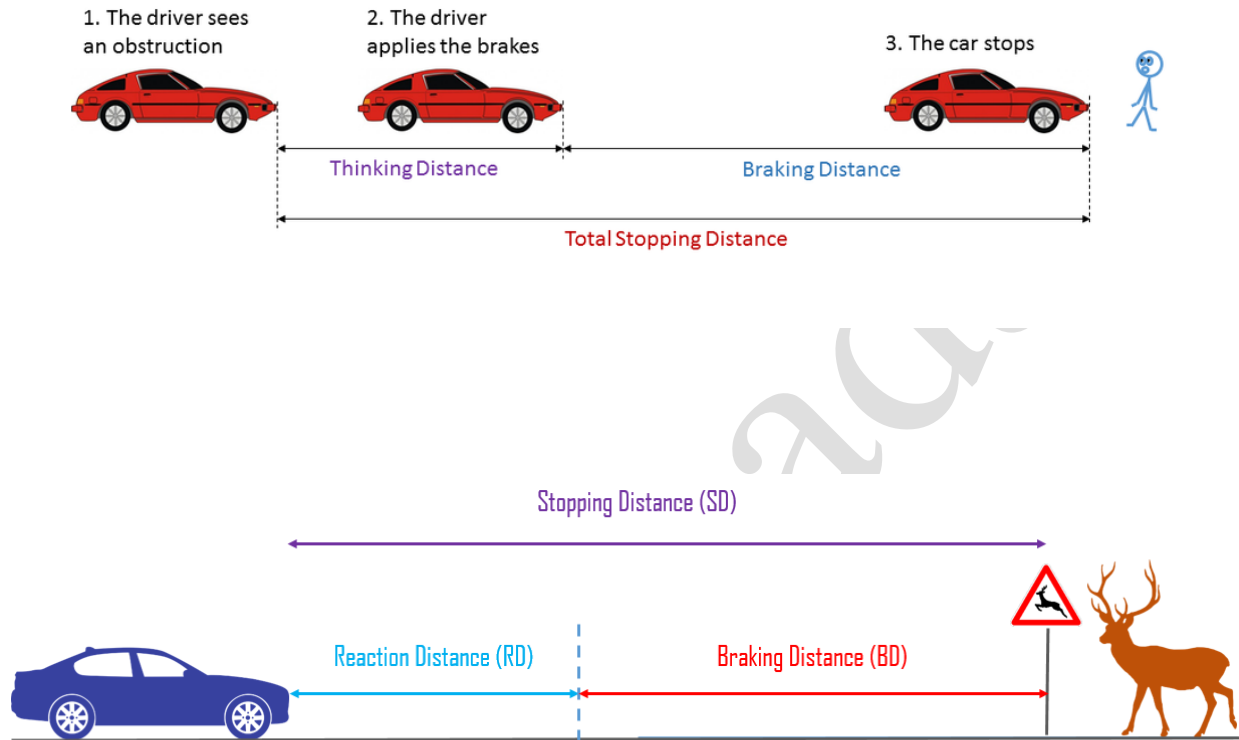 1. The driver sees
an obstruction
2. The driver
applies the brakes
3. The car stops
Thinking Distance
Braking Distance
Total Stopping Distance
Stopping Distance (SD)
Reaction Distance (RD)
Braking Distance (BD)